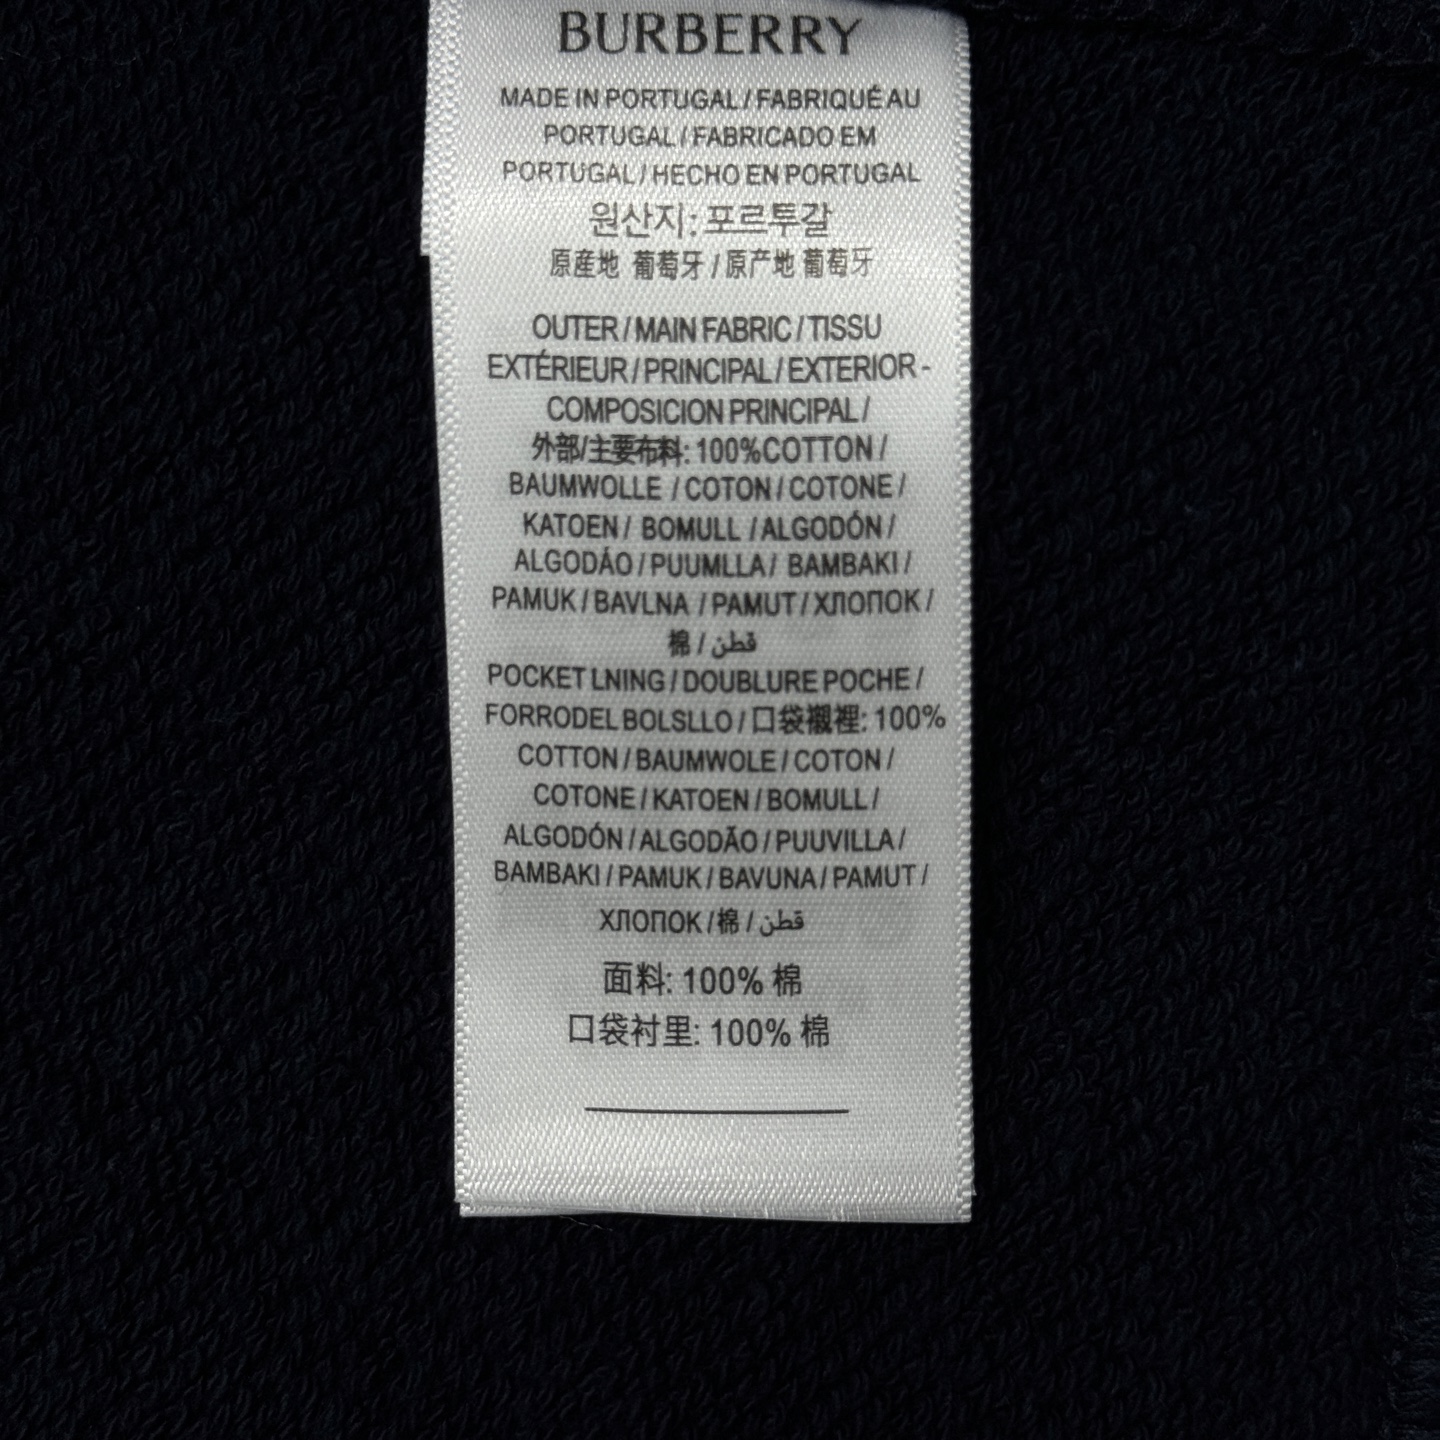 BURBERRY
MADE IN PORTUGAL / FABRIQUÉ AU
PORTUGAL / FABRICADO EM
PORTUGAL / HECHO EN PORTUGAL
원산지: 포르투갈
原産地 葡萄牙 / 原产地 葡萄牙
OUTER / MAIN FABRIC / TISSU
EXTÉRIEUR / PRINCIPAL / EXTERIOR -
COMPOSICION PRINCIPAL /
外部/主要布料: 100%COTTON /
BAUMWOLLE / COTON / COTONE /
KATOEN / BOMULL / ALGODÓN /
ALGODÁO / PUUMLLA / BAMBAKI /
PAMUK / BAVLNA / PAMUT / ХЛОПОК /
棉 / قطن
POCKET LNING / DOUBLURE POCHE /
FORRO DEL BOLSLLO / 口袋襯裡: 100%
COTTON / BAUMWOLE / COTON /
COTONE / KATOEN / BOMULL /
ALGODÓN / ALGODÃO / PUUVILLA /
BAMBAKI / PAMUK / BAVUNA / PAMUT /
ХЛОПОК / 棉 / قطن
面料: 100% 棉
口袋衬里: 100% 棉